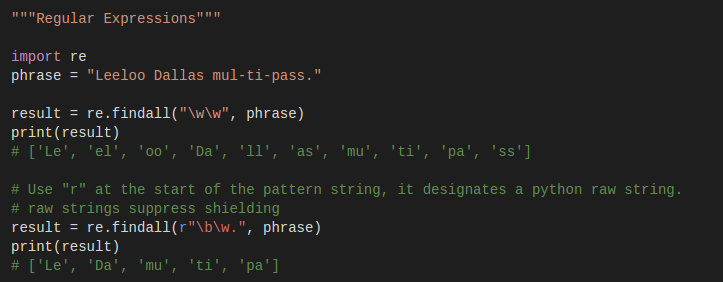 """Regular Expressions"""
import re
phrase = "Leeloo Dallas mul-ti-pass."
result = re.findall("\w\w", phrase)
print(result)
# ['Le', 'el', 'oo', 'Da', 'll', 'as', 'mu', 'ti', 'pa', 'ss']
# Use "r" at the start of the pattern string, it designates a python raw string.
# raw strings suppress shielding
result = re.findall(r"\b\w.", phrase)
print(result)
# ['Le', 'Da', 'mu', 'ti', 'pa']